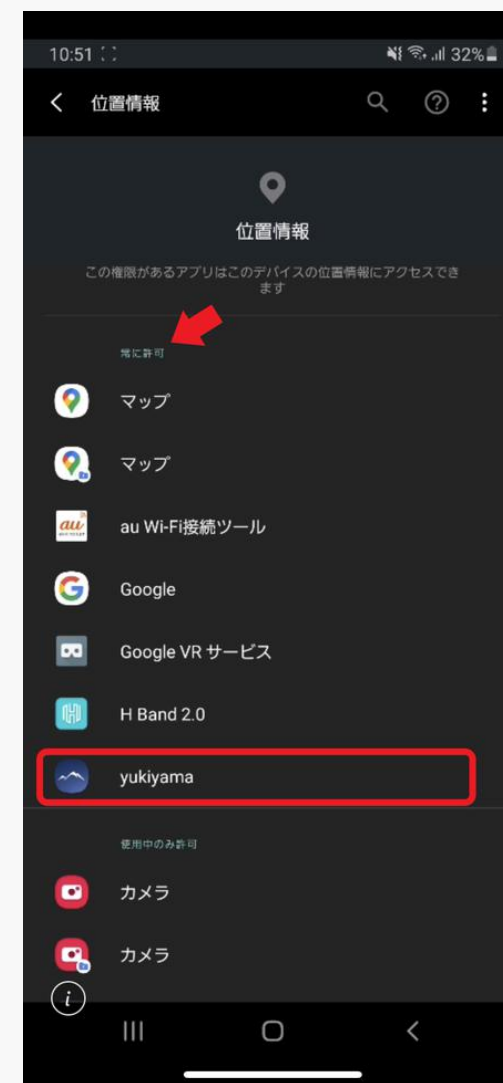 10:51
32%
位置情報
位置情報
この権限があるアプリはこのデバイスの位置情報にアクセスでき
ます
常に許可
マップ
マップ
au
au Wi-Fi接続ツール
Google
Google VR サービス
H Band 2.0
yukiyama
使用中のみ許可
カメラ
カメラ
i